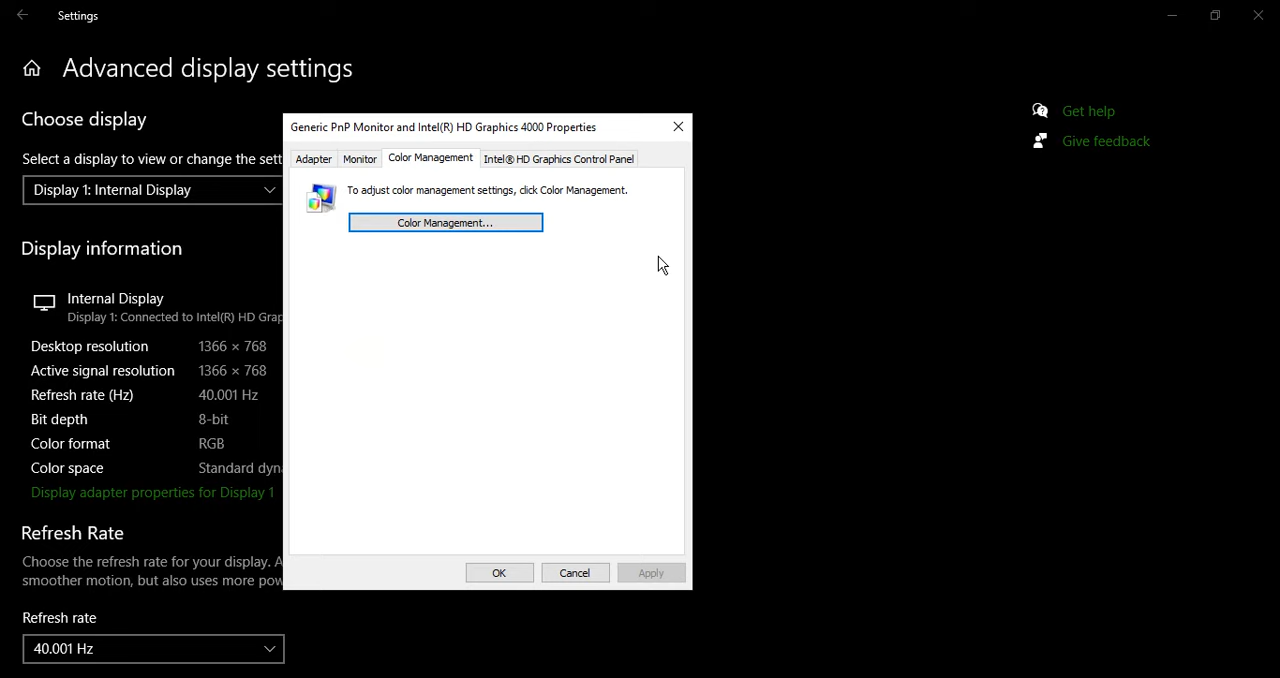 Settings
Advanced display settings
Choose display
Select a display to view or change the sett
Display 1: Internal Display
Display information
Internal Display
Display 1: Connected to Intel(R) HD Grap
Desktop resolution 1366 × 768
Active signal resolution 1366 × 768
Refresh rate (Hz) 40.001 Hz
Bit depth 8-bit
Color format RGB
Color space Standard dyna
Display adapter properties for Display 1
Refresh Rate
Choose the refresh rate for your display. A
smoother motion, but also uses more pow
Refresh rate
40.001 Hz
Generic PnP Monitor and Intel(R) HD Graphics 4000 Properties
Adapter Monitor Color Management Intel® HD Graphics Control Panel
To adjust color management settings, click Color Management.
Color Management...
OK Cancel Apply
Get help
Give feedback